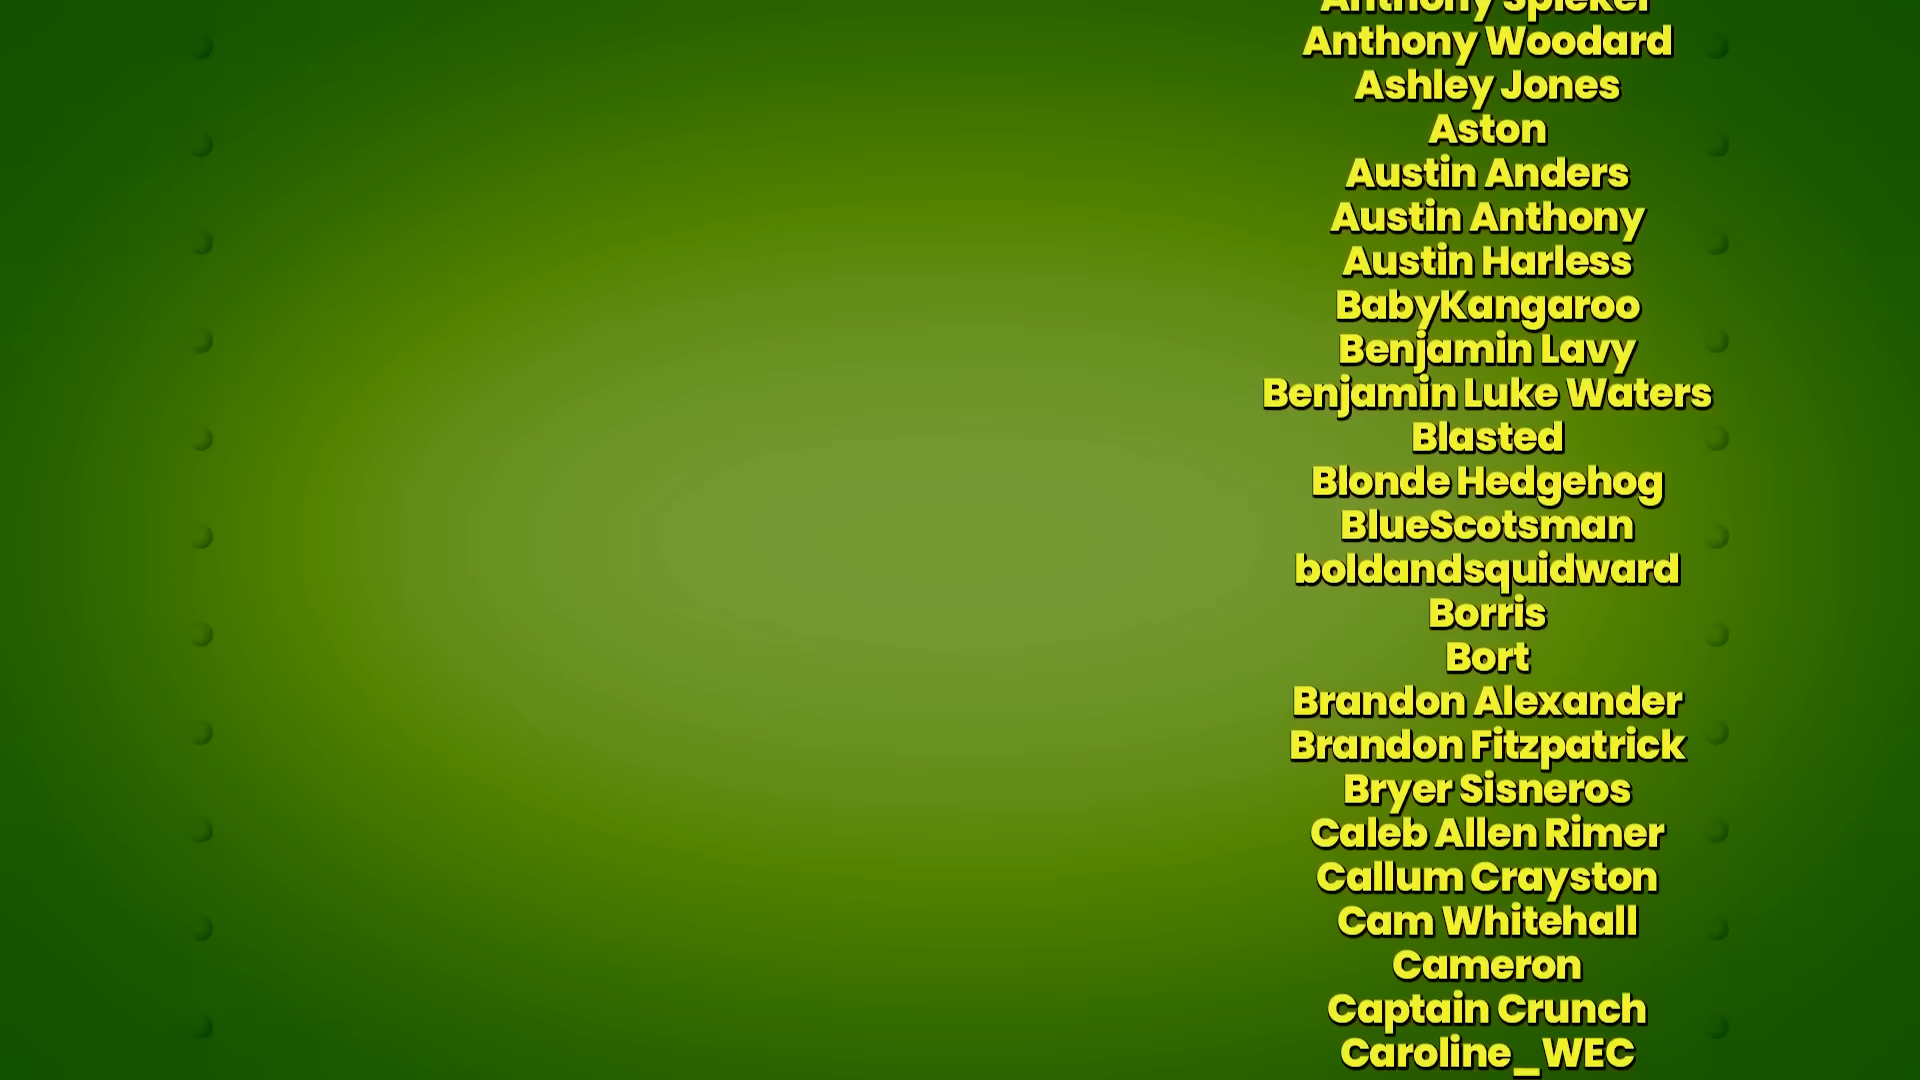 Anthony Spieker
Anthony Woodard
Ashley Jones
Aston
Austin Anders
Austin Anthony
Austin Harless
BabyKangaroo
Benjamin Lavy
Benjamin Luke Waters
Blasted
Blonde Hedgehog
BlueScotsman
boldandsquidward
Borris
Bort
Brandon Alexander
Brandon Fitzpatrick
Bryer Sisneros
Caleb Allen Rimer
Callum Crayston
Cam Whitehall
Cameron
Captain Crunch
Caroline_WEC